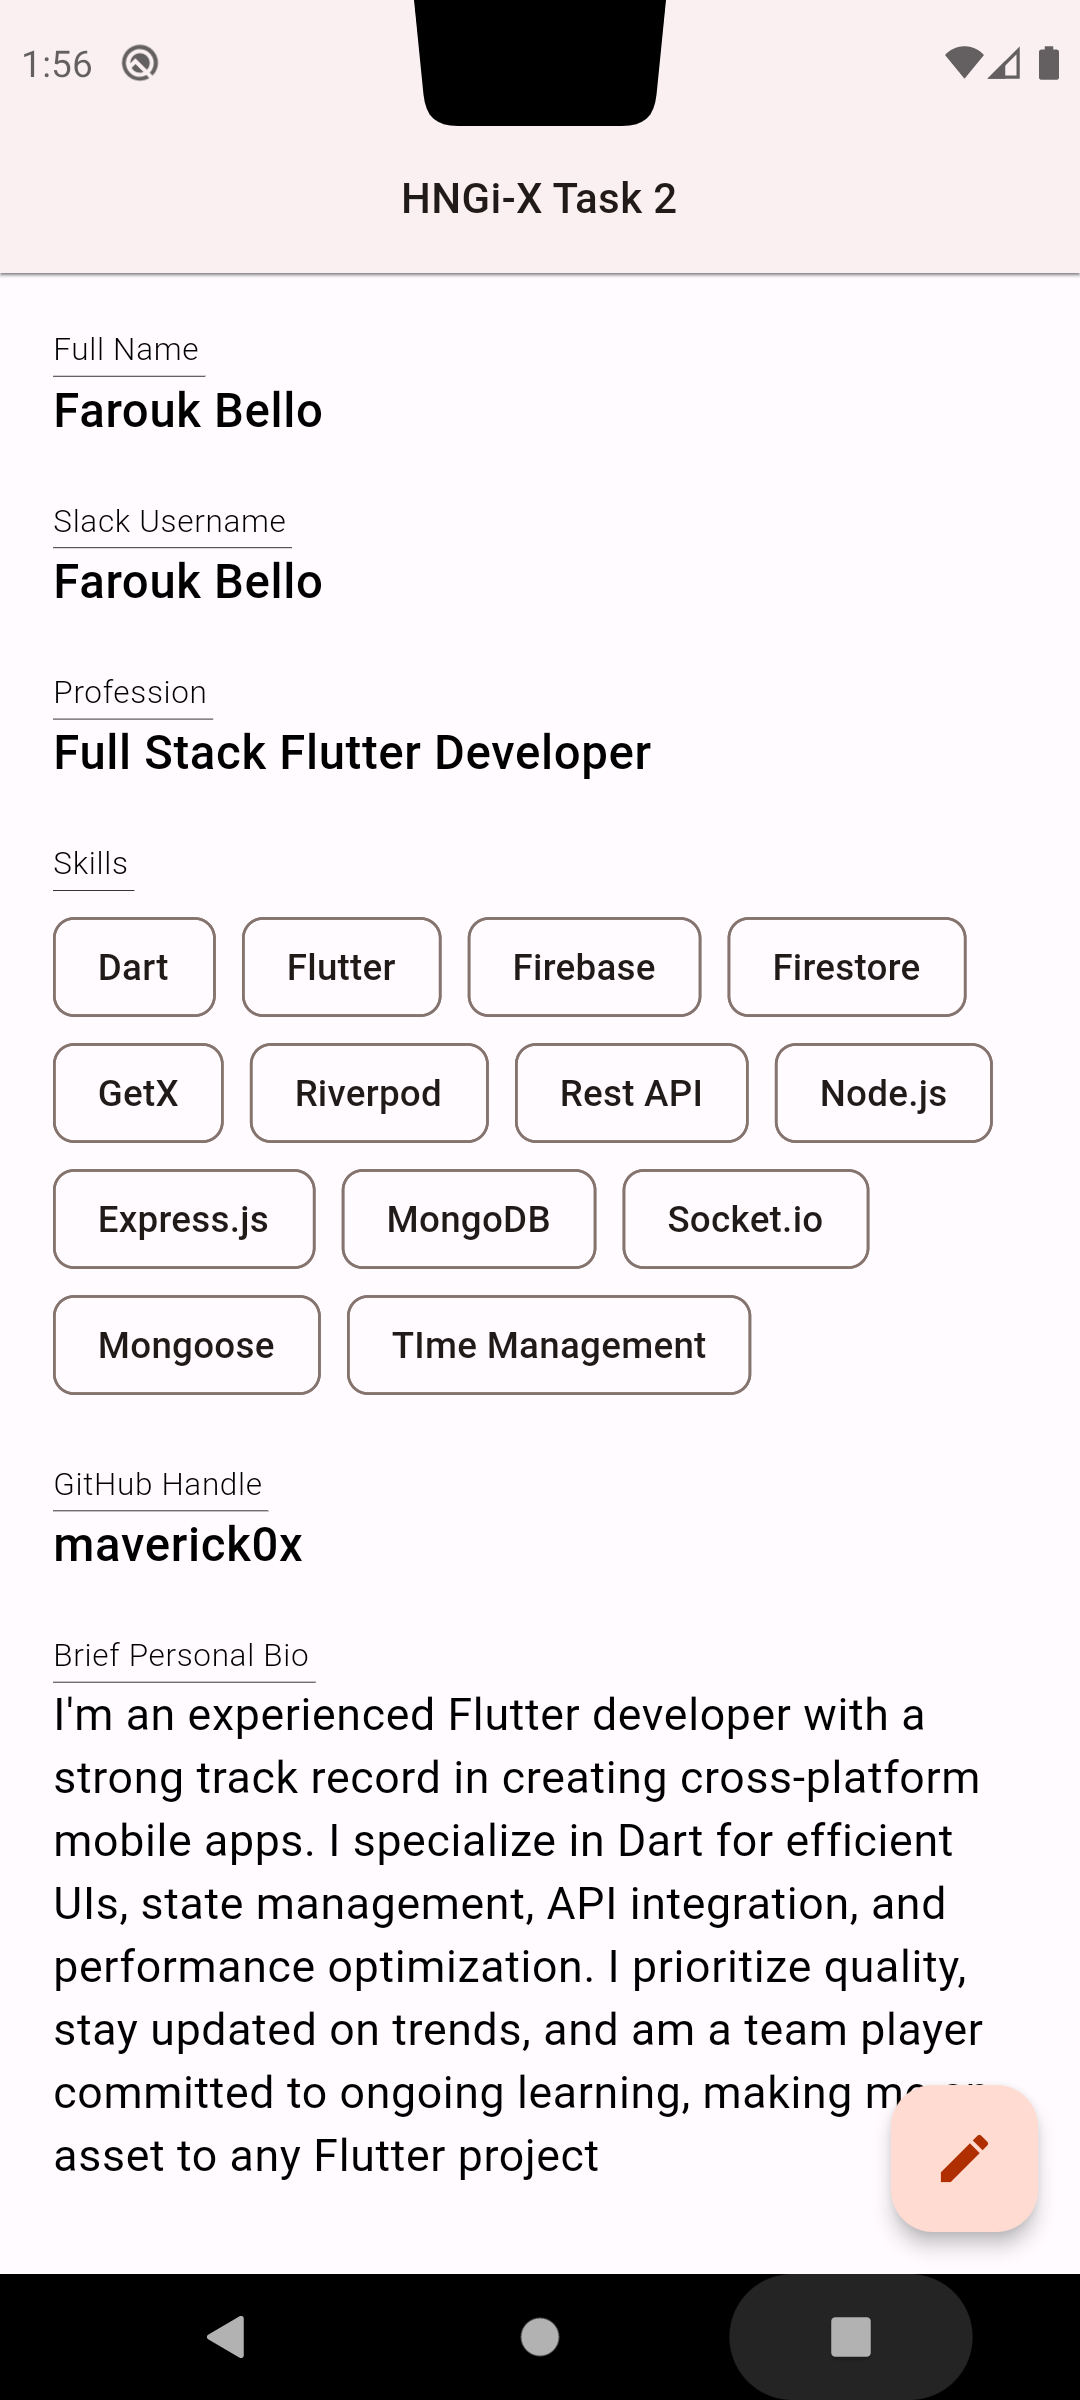 1:56
HNGi-X Task 2
Full Name
Farouk Bello
Slack Username
Farouk Bello
Profession
Full Stack Flutter Developer
Skills
Dart Flutter Firebase Firestore
GetX Riverpod Rest API Node.js
Express.js MongoDB Socket.io
Mongoose TIme Management
GitHub Handle
maverick0x
Brief Personal Bio
I'm an experienced Flutter developer with a
strong track record in creating cross-platform
mobile apps. I specialize in Dart for efficient
UIs, state management, API integration, and
performance optimization. I prioritize quality,
stay updated on trends, and am a team player
committed to ongoing learning, making me an
asset to any Flutter project